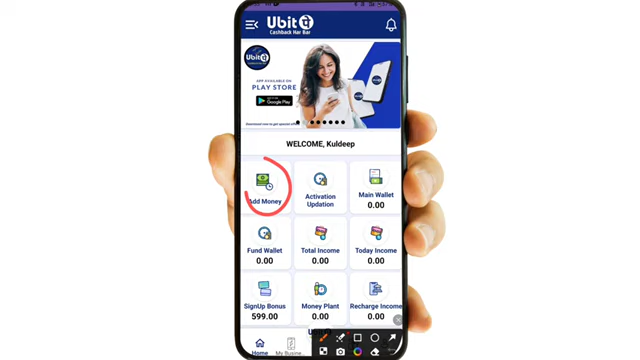 Ubit पे
Cashback Har Bar
Ubit पे
APP AVAILABLE ON
PLAY STORE
Google Play
WELCOME, Kuldeep
Add Money
Activation
Updation
Main Wallet
0.00
Fund Wallet
0.00
Total Income
0.00
Today Income
0.00
SignUp Bonus
599.00
Money Plant
0.00
Recharge Income
0.00
Home
My Busine...